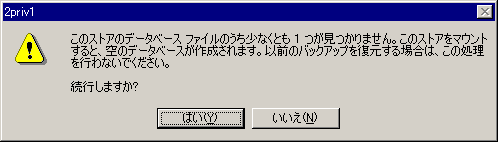 2priv1
このストアのデータベース ファイルのうち少なくとも 1 つが見つかりません。このストアをマウント
すると、空のデータベースが作成されます。以前のバックアップを復元する場合は、この処理
を行わないでください。
続行しますか?
はい(Y)
いいえ(N)